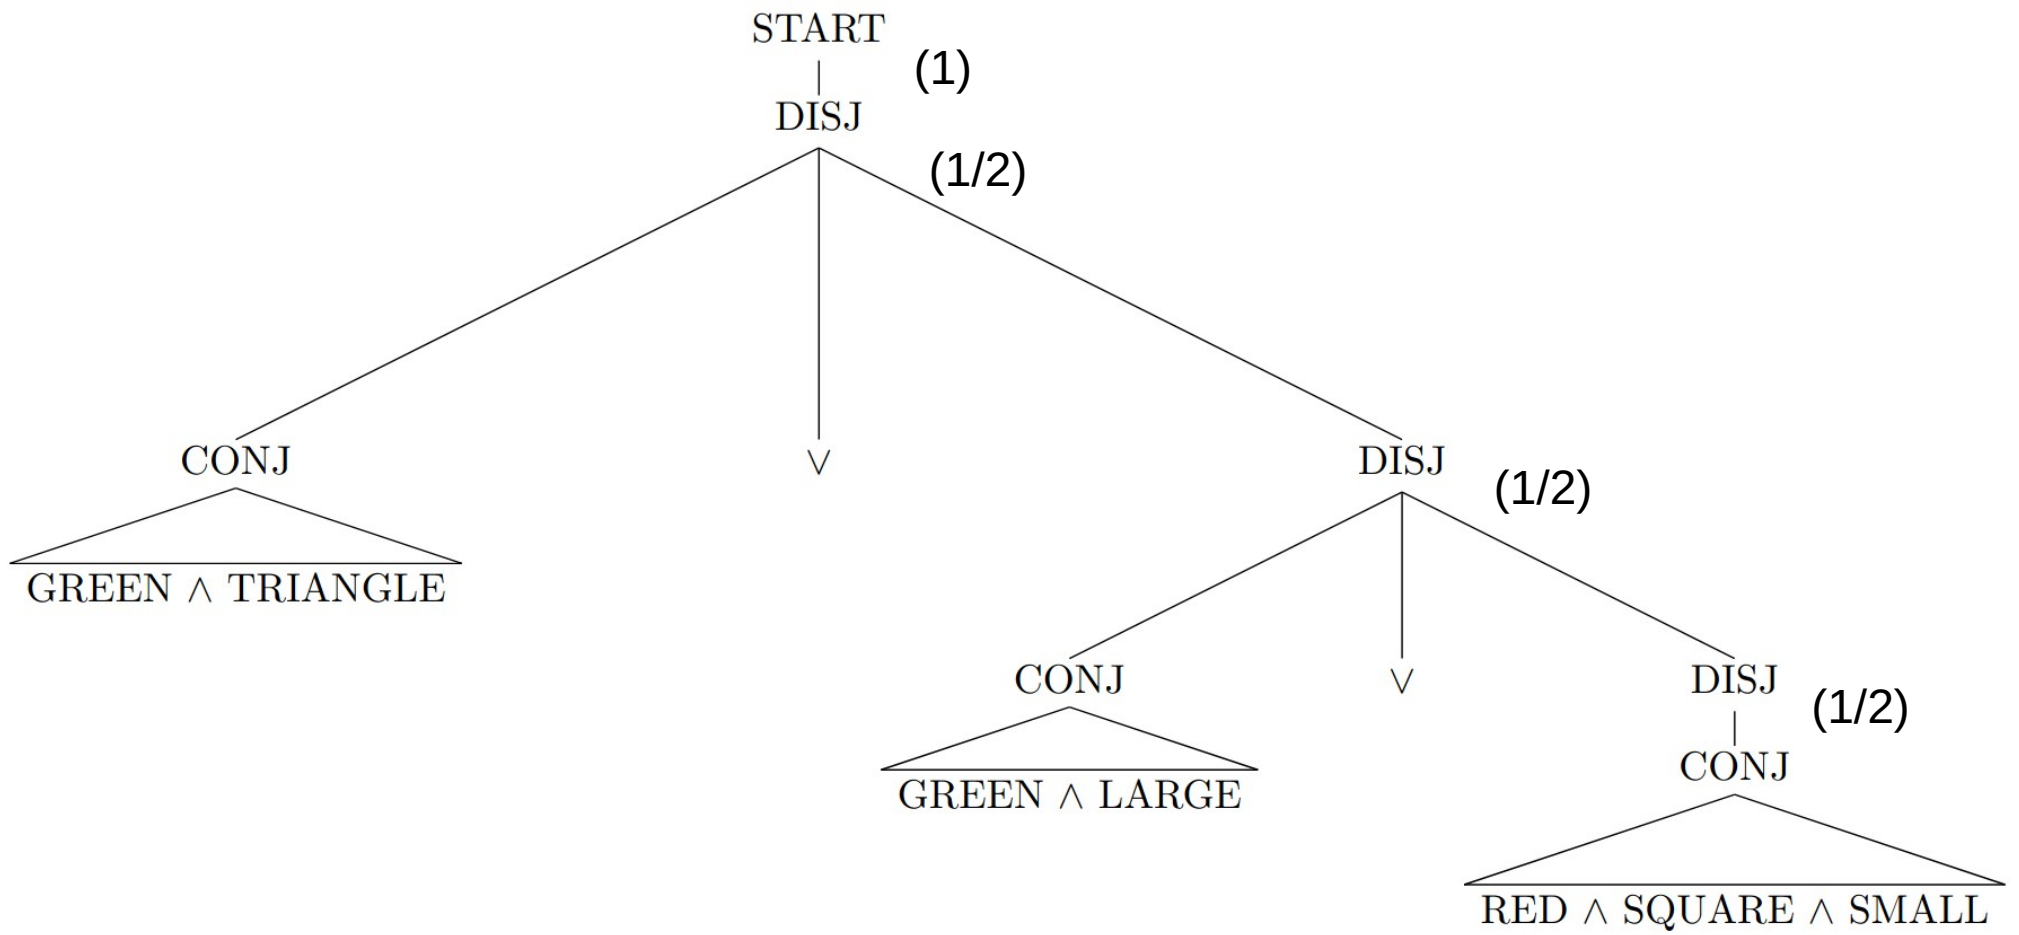 START
(1)
DISJ
(1/2)
CONJ ∨ DISJ
(1/2)
GREEN ∧ TRIANGLE
CONJ ∨ DISJ
(1/2)
CONJ
GREEN ∧ LARGE
RED ∧ SQUARE ∧ SMALL